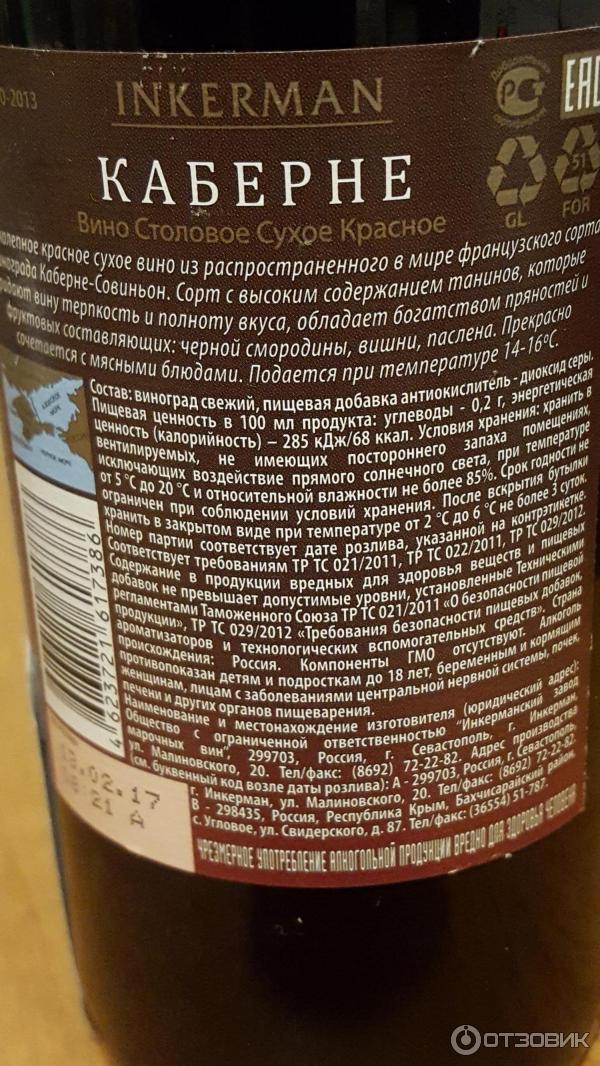 0-2013
INKERMAN
РСТ
EAC
КАБЕРНЕ
GL
51
FOR
Вино Столовое Сухое Красное
красное сухое вино из распространенного в мире французского сорта
Каберне-Совиньон. Сорт с высоким содержанием танинов, которые
вину терпкость и полноту вкуса, обладает богатством пряностей и
фруктовых составляющих: черной смородины, вишни, паслена. Прекрасно
сочетается с мясными блюдами. Подается при температуре 14-16°С.
ЧЕРНОЕ МОРЕ
Состав: виноград свежий, пищевая добавка антиокислитель - диоксид серы.
Пищевая ценность в 100 мл продукта: углеводы - 0,2 г, энергетическая
ценность (калорийность) – 285 кДж/68 ккал. Условия хранения: хранить в
вентилируемых, не имеющих постороннего запаха помещениях,
исключающих воздействие прямого солнечного света, при температуре
от 5 °С до 20 °С и относительной влажности не более 85%. Срок годности не
ограничен при соблюдении условий хранения. После вскрытия бутылки
хранить в закрытом виде при температуре от 2 °С до 6 °С не более 3 суток.
Номер партии соответствует дате розлива, указанной на контрэтикетке.
Соответствует требованиям ТР ТС 021/2011, ТР ТС 022/2011, ТР ТС 029/2012.
Содержание в продукции вредных для здоровья веществ и пищевых
добавок не превышает допустимые уровни, установленные Техническими
регламентами Таможенного Союза ТР ТС 021/2011 «О безопасности пищевой
продукции», ТР ТС 029/2012 «Требования безопасности пищевых добавок,
ароматизаторов и технологических вспомогательных средств». Страна
происхождения: Россия. Компоненты ГМО отсутствуют. Алкоголь
противопоказан детям и подросткам до 18 лет, беременным и кормящим
женщинам, лицам с заболеваниями центральной нервной системы, почек,
печени и других органов пищеварения.
Наименование и местонахождение изготовителя (юридический адрес):
Общество с ограниченной ответственностью "Инкерманский завод
марочных вин", 299703, Россия, г. Севастополь, г. Инкерман,
ул. Малиновского, 20. Тел/факс: (8692) 72-22-82. Адрес производства
(см. буквенный код возле даты розлива): А - 299703, Россия, г. Севастополь,
г. Инкерман, ул. Малиновского, 20. Тел/факс: (8692) 72-22-82.
В - 298435, Россия, Республика Крым, Бахчисарайский район,
с. Угловое, ул. Свидерского, д. 87. Тел/Факс: (36554) 51-787.
4 623721 617386
.02.17
21 А
ЧРЕЗМЕРНОЕ УПОТРЕБЛЕНИЕ АЛКОГОЛЬНОЙ ПРОДУКЦИИ ВРЕДНО ДЛЯ ЗДОРОВЬЯ ЧЕЛОВЕКА
ОТЗОВИК